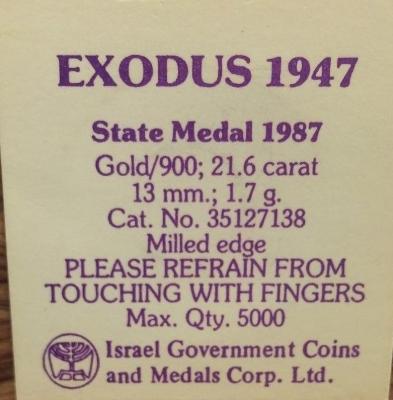 EXODUS 1947
State Medal 1987
Gold/900; 21.6 carat
13 mm.; 1.7 g.
Cat. No. 35127138
Milled edge
PLEASE REFRAIN FROM
TOUCHING WITH FINGERS
Max. Qty. 5000
Israel Government Coins
and Medals Corp. Ltd.